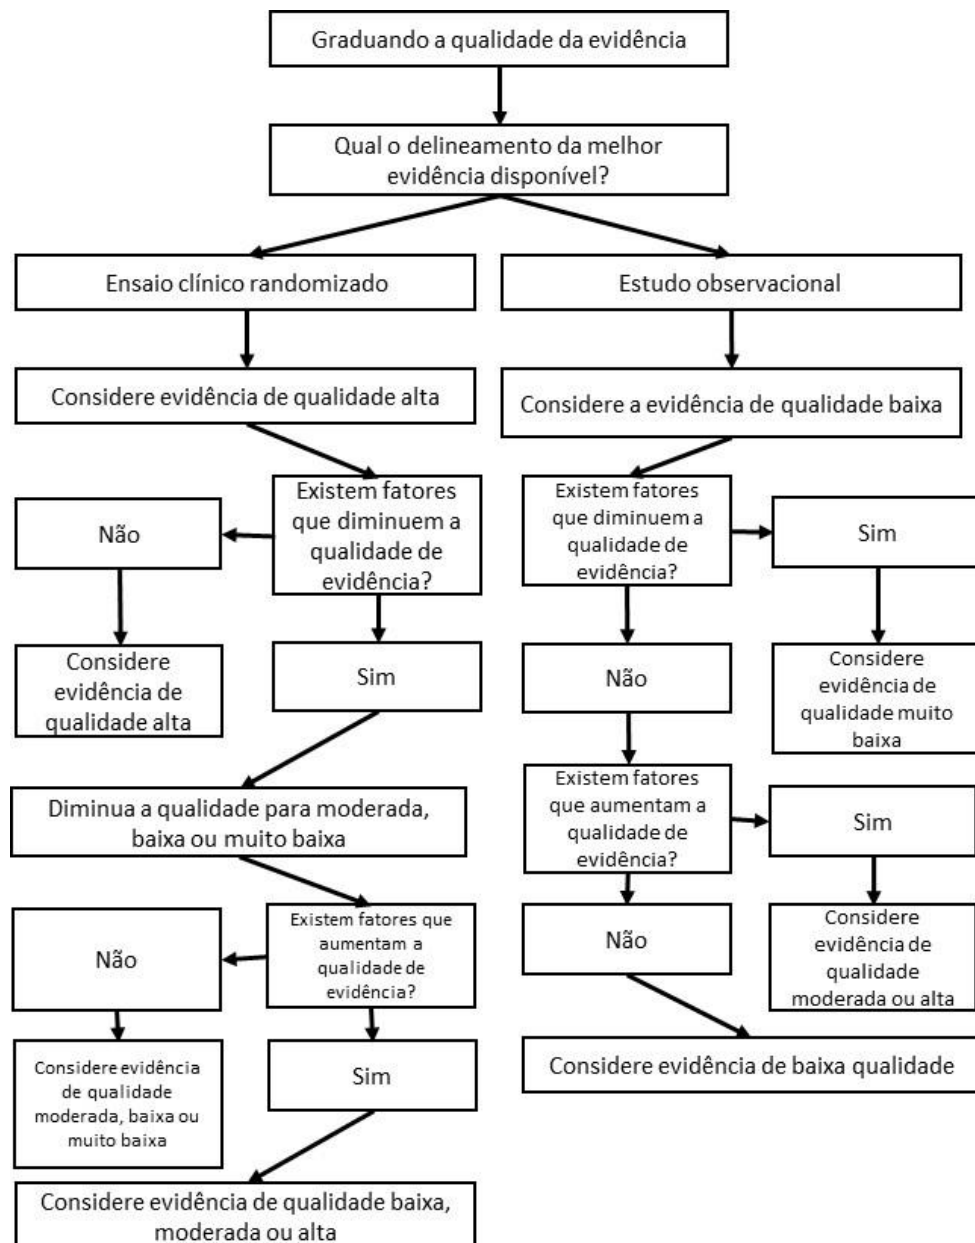 Graduando a qualidade da evidência
Qual o delineamento da melhor
evidência disponível?
Ensaio clínico randomizado
Estudo observacional
Considere evidência de qualidade alta
Considere a evidência de qualidade baixa
Existem fatores
que diminuem a
qualidade de
evidência?
Não
Existem fatores
que diminuem a
qualidade de
evidência?
Sim
Considere
evidência de
qualidade alta
Sim
Não
Considere
evidência de
qualidade muito
baixa
Diminua a qualidade para moderada,
baixa ou muito baixa
Existem fatores
que aumentam a
qualidade de
evidência?
Sim
Não
Existem fatores que
aumentam a
qualidade de
evidência?
Não
Considere
evidência de
qualidade
moderada ou alta
Considere evidência
de qualidade
moderada, baixa ou
muito baixa
Sim
Considere evidência de baixa qualidade
Considere evidência de qualidade baixa,
moderada ou alta